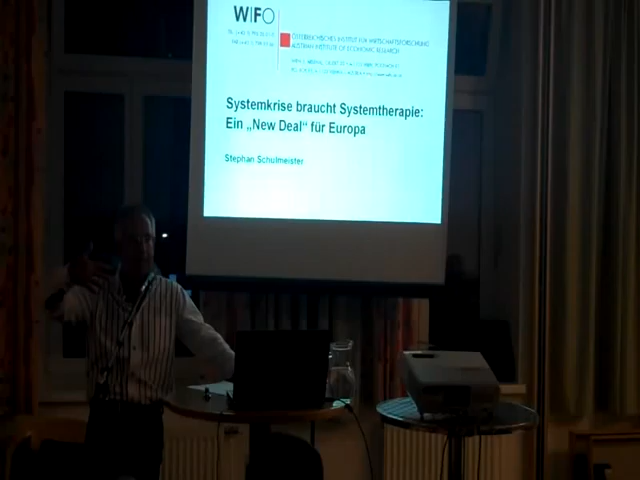 WIFO
ÖSTERREICHISCHES INSTITUT FÜR WIRTSCHAFTSFORSCHUNG
AUSTRIAN INSTITUTE OF ECONOMIC RESEARCH
Systemkrise braucht Systemtherapie:
Ein „New Deal“ für Europa
Stephan Schulmeister